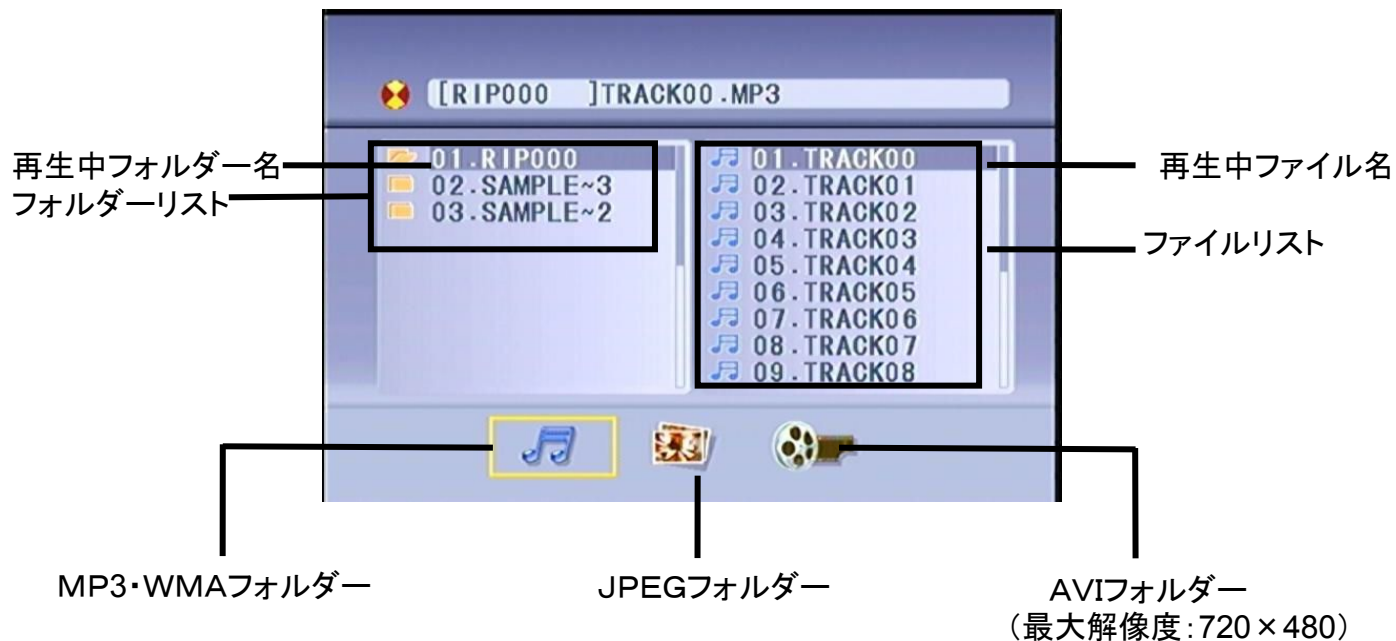 [RIP000   ]TRACK00.MP3
再生中フォルダー名
フォルダーリスト
01.RIP000
02.SAMPLE~3
03.SAMPLE~2
01.TRACK00
02.TRACK01
03.TRACK02
04.TRACK03
05.TRACK04
06.TRACK05
07.TRACK06
08.TRACK07
09.TRACK08
再生中ファイル名
ファイルリスト
MP3・WMAフォルダー
JPEGフォルダー
AVIフォルダー
（最大解像度：720×480）